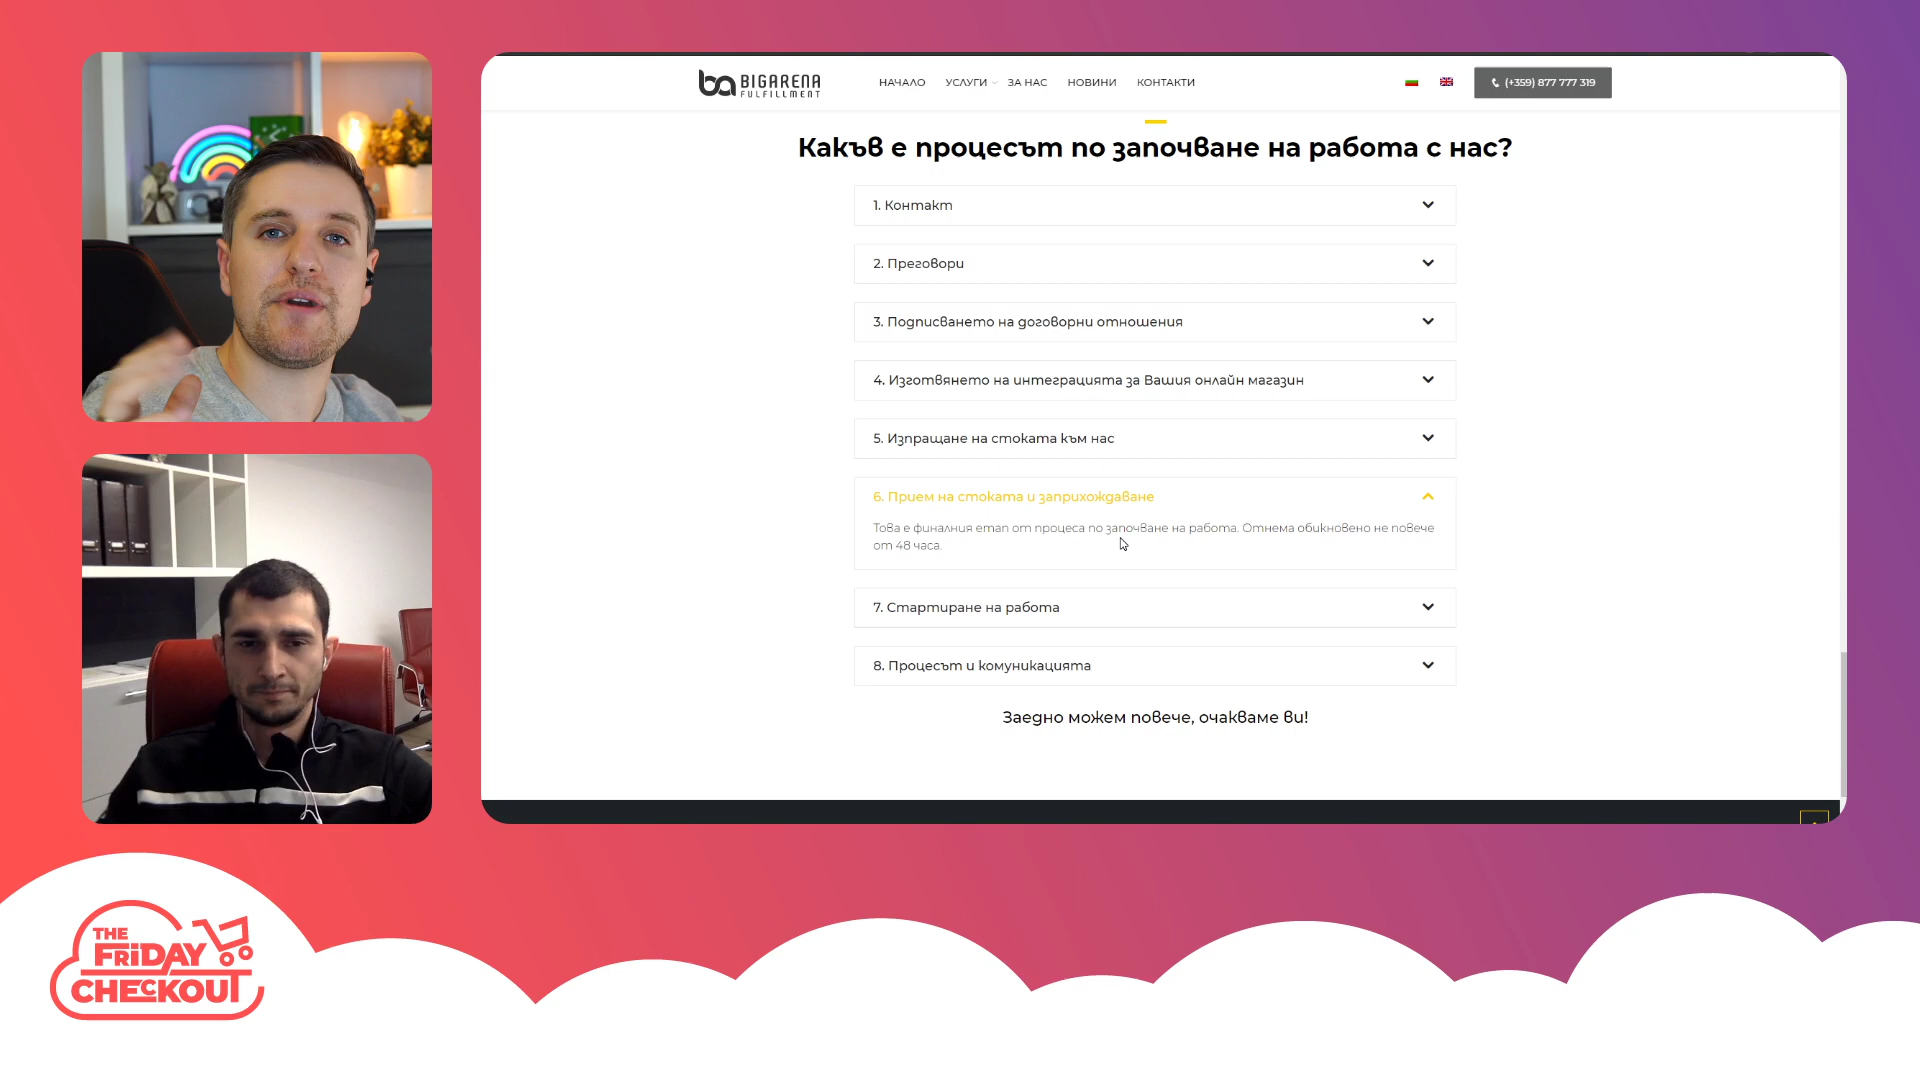 BIGARENA
FULFILLMENT
НАЧАЛО
УСЛУГИ
ЗА НАС
НОВИНИ
КОНТАКТИ
(+359) 877 777 319
Какъв е процесът по започване на работа с нас?
1. Контакт
2. Преговори
3. Подписването на договорни отношения
4. Изготвянето на интеграцията за Вашия онлайн магазин
5. Изпращане на стоката към нас
6. Прием на стоката и заприхождаване
Това е финалния етап от процеса по започване на работа. Отнема обикновено не повече
от 48 часа.
7. Стартиране на работа
8. Процесът и комуникацията
Заедно можем повече, очакваме ви!
THE
FRiDAY
CHECKOUT